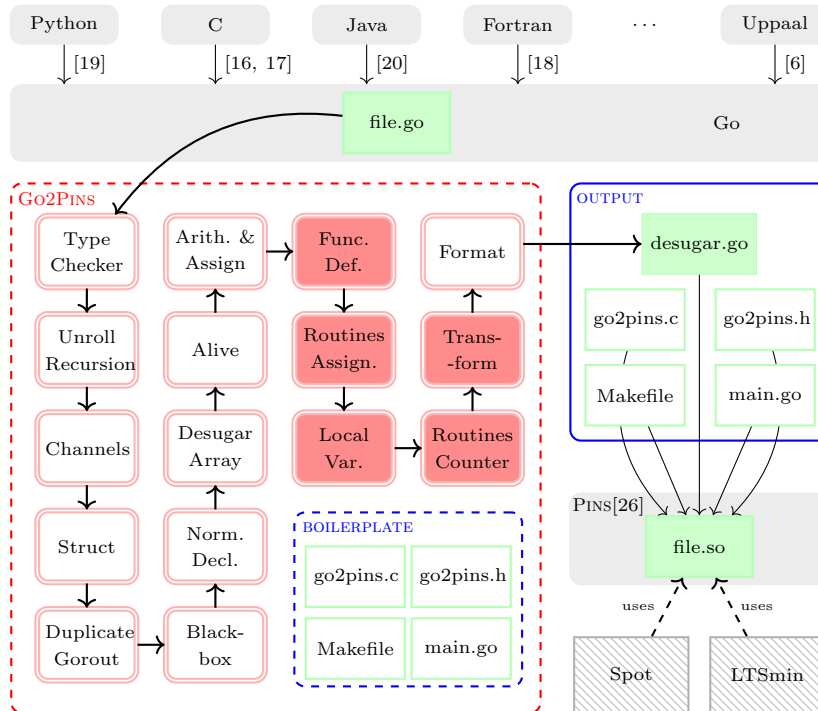 Python
C
Java
Fortran
...
Uppaal
[19]
[16, 17]
[20]
[18]
[6]
file.go
Go
Go2Pins
Type
Checker
Unroll
Recursion
Channels
Struct
Duplicate
Gorout
Arith. &
Assign
Alive
Desugar
Array
Norm.
Decl.
Black-
box
Func.
Def.
Routines
Assign.
Local
Var.
Format
Trans-
-form
Routines
Counter
BOILERPLATE
go2pins.c
go2pins.h
Makefile
main.go
OUTPUT
desugar.go
go2pins.c
go2pins.h
Makefile
main.go
Pins[26]
file.so
uses
uses
Spot
LTSmin